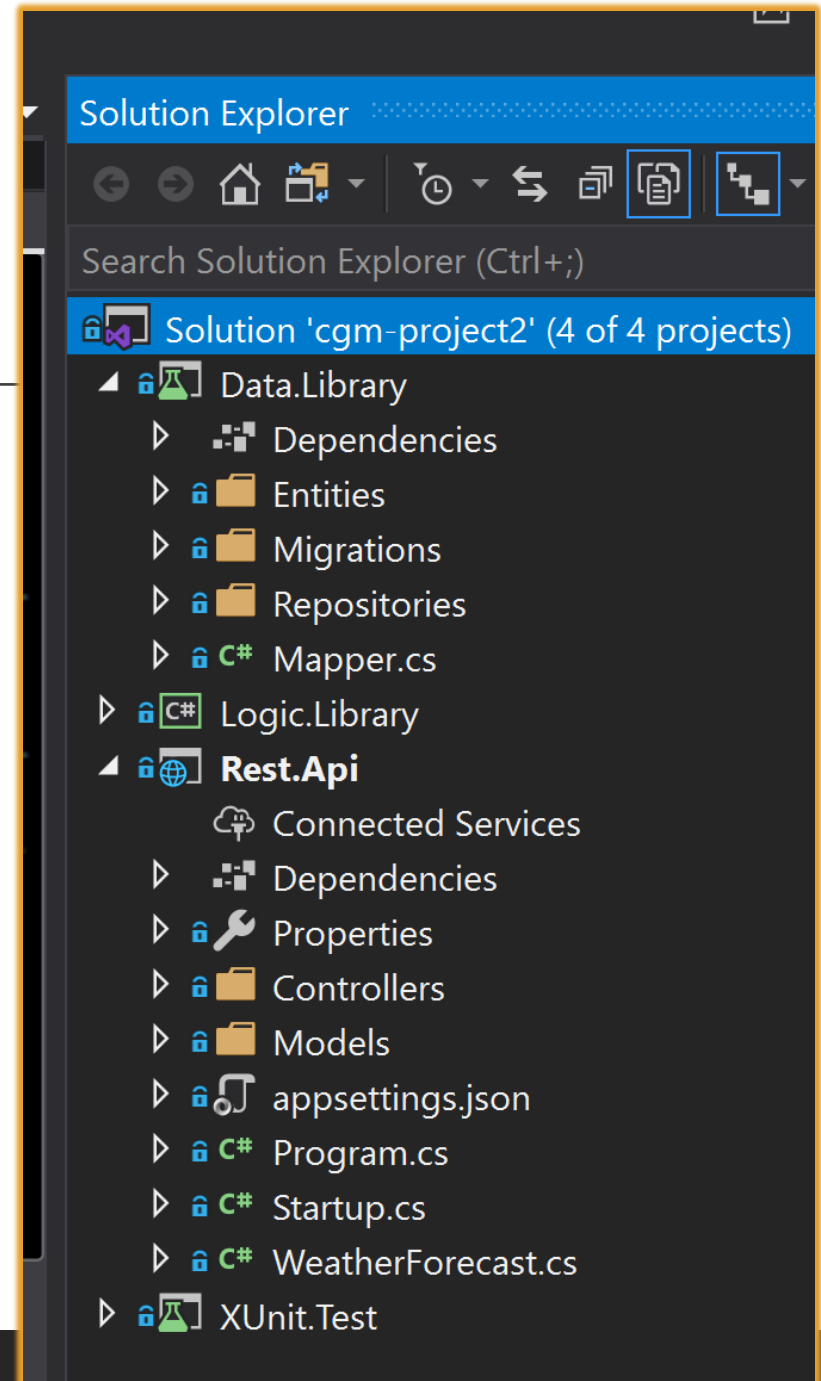 Solution Explorer
Search Solution Explorer (Ctrl+;)
Solution 'cgm-project2' (4 of 4 projects)
Data.Library
Dependencies
Entities
Migrations
Repositories
C# Mapper.cs
C# Logic.Library
Rest.Api
Connected Services
Dependencies
Properties
Controllers
Models
appsettings.json
C# Program.cs
C# Startup.cs
C# WeatherForecast.cs
XUnit.Test